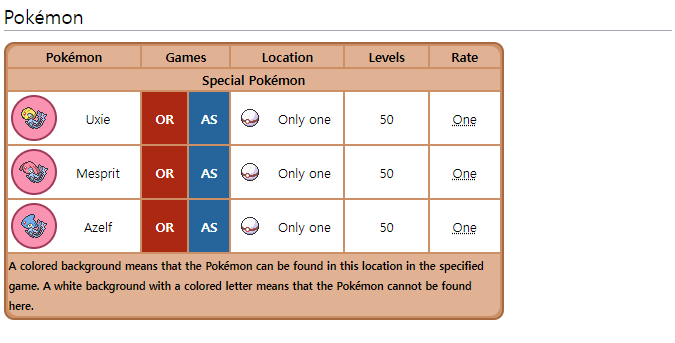 Pokémon
Pokémon Games Location Levels Rate
Special Pokémon
Uxie OR AS Only one 50 One
Mesprit OR AS Only one 50 One
Azelf OR AS Only one 50 One
A colored background means that the Pokémon can be found in this location in the specified
game. A white background with a colored letter means that the Pokémon cannot be found
here.